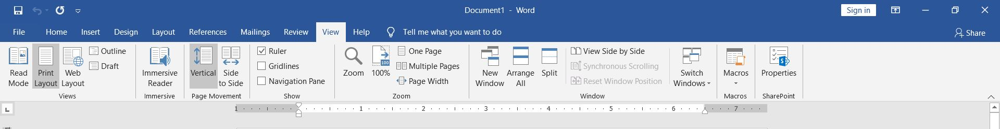 Document1 - Word
Sign in
File Home Insert Design Layout References Mailings Review View Help Tell me what you want to do Share
Read Mode
Print Layout
Web Layout
Outline
Draft
Views
Immersive Reader
Immersive
Vertical
Side to Side
Page Movement
Ruler
Gridlines
Navigation Pane
Show
Zoom
100%
100
One Page
Multiple Pages
Page Width
Zoom
New Window
Arrange All
Split
View Side by Side
Synchronous Scrolling
Reset Window Position
Switch Windows
Window
Macros
Macros
Properties
S
SharePoint
L
1 1 2 3 4 5 6 7